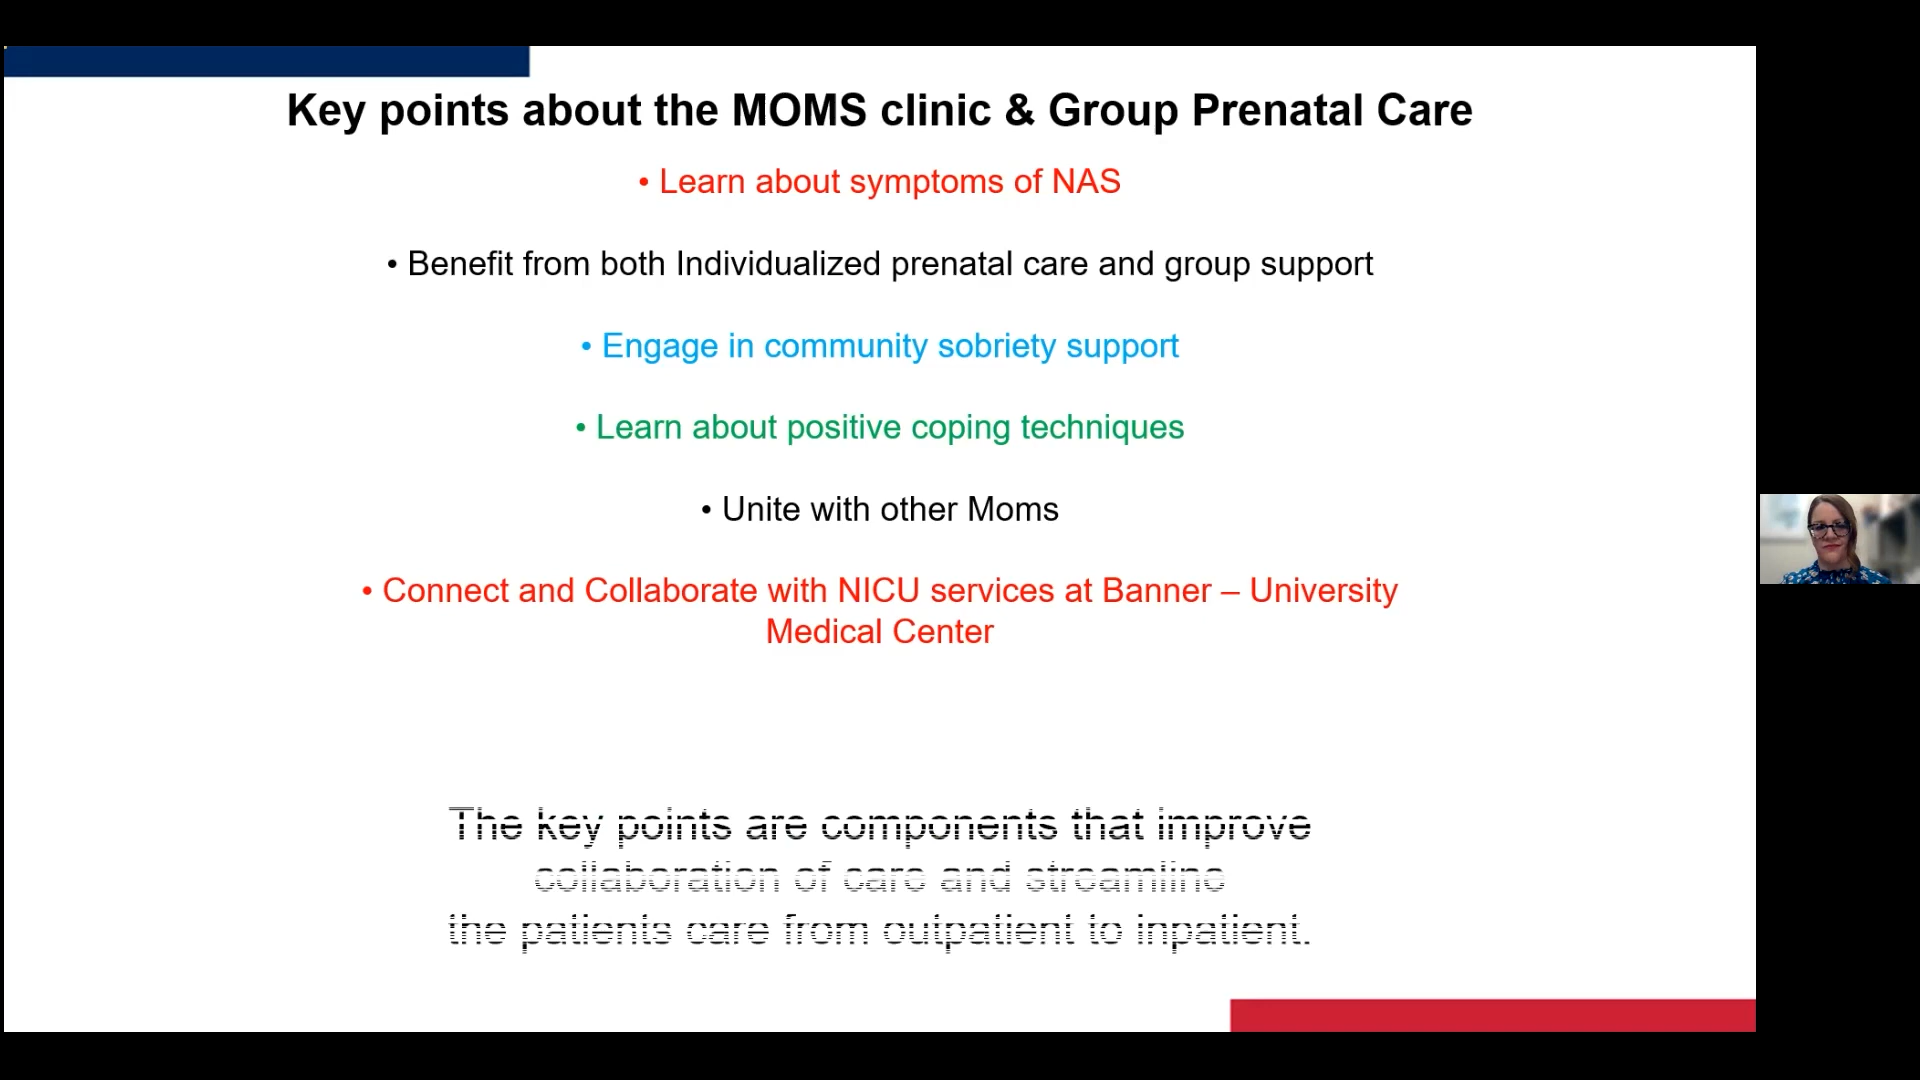 Key points about the MOMS clinic & Group Prenatal Care
• Learn about symptoms of NAS
• Benefit from both Individualized prenatal care and group support
• Engage in community sobriety support
• Learn about positive coping techniques
• Unite with other Moms
• Connect and Collaborate with NICU services at Banner – University
Medical Center
The key points are components that improve
collaboration of care and streamline
the patients care from outpatient to inpatient.